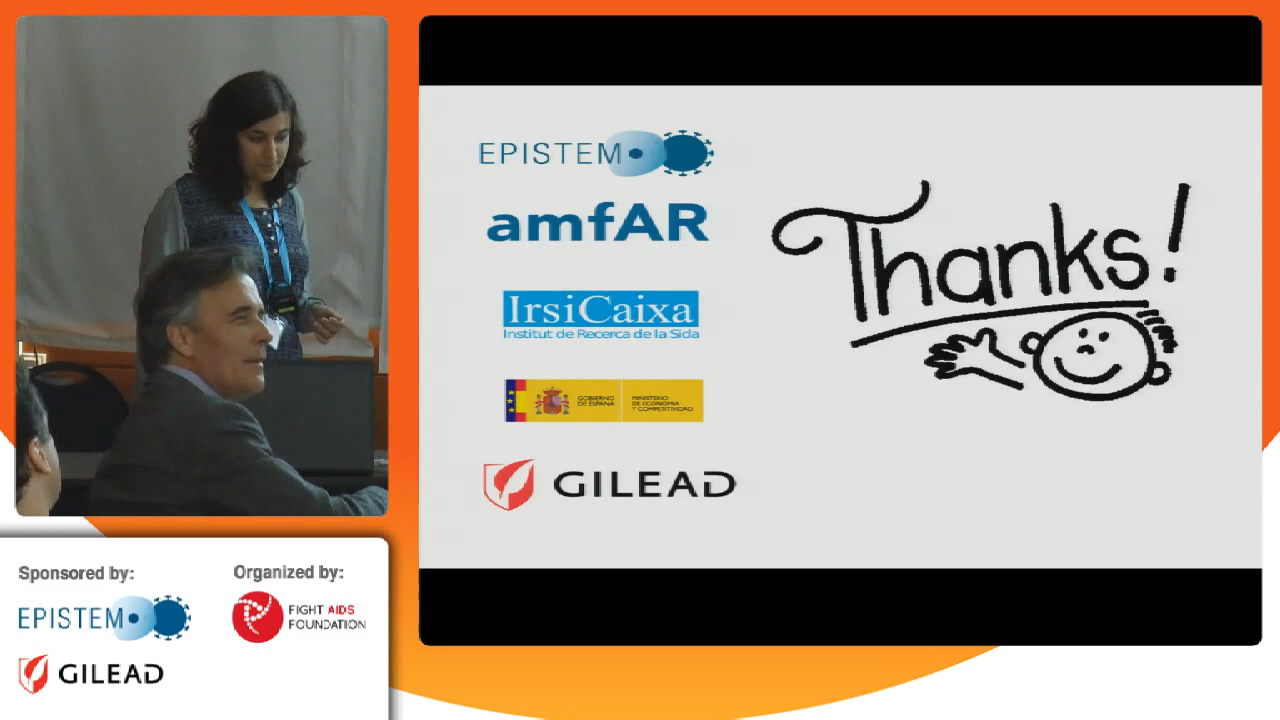 EPISTEM
amfAR
IrsiCaixa
Institut de Recerca de la Sida
GOBIERNO
DE ESPAÑA
MINISTERIO
DE ECONOMÍA
Y COMPETITIVIDAD
GILEAD
Thanks!
Sponsored by:
EPISTEM
GILEAD
Organized by:
FIGHT AIDS
FOUNDATION